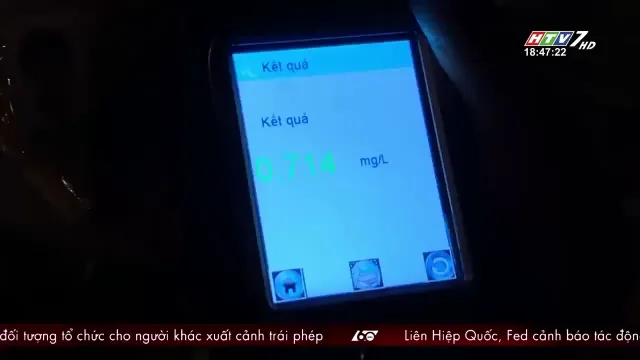 HTV7 HD
18:47:22
Kết quả
Kết quả
0.714 mg/L
đối tượng tổ chức cho người khác xuất cảnh trái phép 60 Liên Hiệp Quốc, Fed cảnh báo tác độn